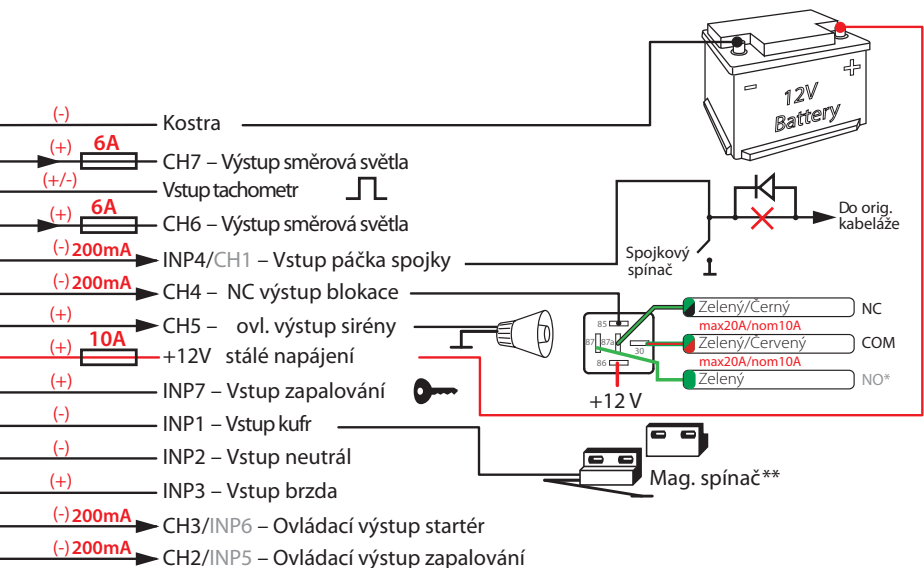 12V
Battery
(-) Kostra
(+) 6A CH7 – Výstup směrová světla
(+/-) Vstup tachometr
(+) 6A CH6 – Výstup směrová světla
Do orig.
kabeláže
Spojkový
spínač
(-) 200mA INP4/CH1 – Vstup páčka spojky
(-) 200mA CH4 – NC výstup blokace
(+) CH5 – ovl. výstup sirény
(+) 10A +12V stálé napájení
85
87 87a
30
86
+12 V
Zelený/Černý NC
max20A/nom10A
Zelený/Červený COM
max20A/nom10A
Zelený NO*
(+) INP7 – Vstup zapalování
(-) INP1 – Vstup kufr
(-) INP2 – Vstup neutrál
Mag. spínač**
(+) INP3 – Vstup brzda
(-) 200mA CH3/INP6 – Ovládací výstup startér
(-) 200mA CH2/INP5 – Ovládací výstup zapalování